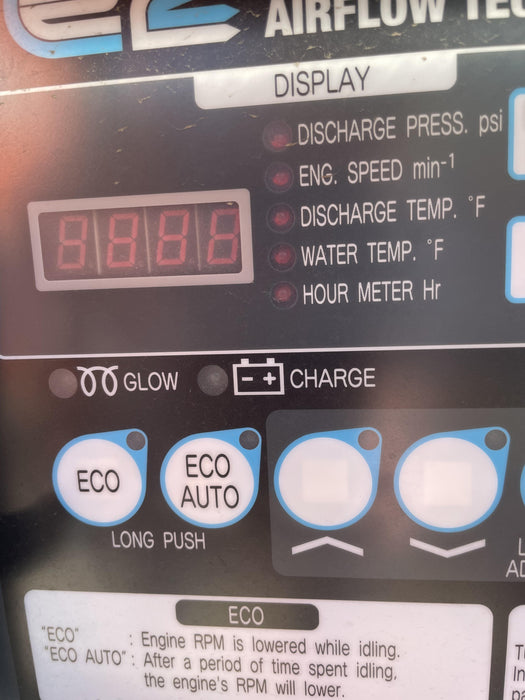 AIRFLOW
DISPLAY
DISCHARGE PRESS. psi
ENG. SPEED min⁻¹
DISCHARGE TEMP. °F
WATER TEMP. °F
HOUR METER Hr
8888
GLOW
- +
CHARGE
ECO
ECO
AUTO
LONG PUSH
ECO
"ECO" : Engine RPM is lowered while idling.
"ECO AUTO" : After a period of time spent idling,
the engine's RPM will lower.